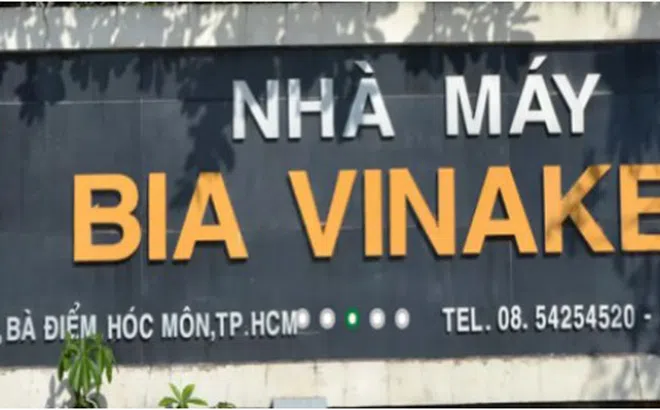 NHÀ MÁY
BIA VINAKE
, BÀ ĐIỂM HÓC MÔN,TP.HCM TEL. 08. 54254520 -